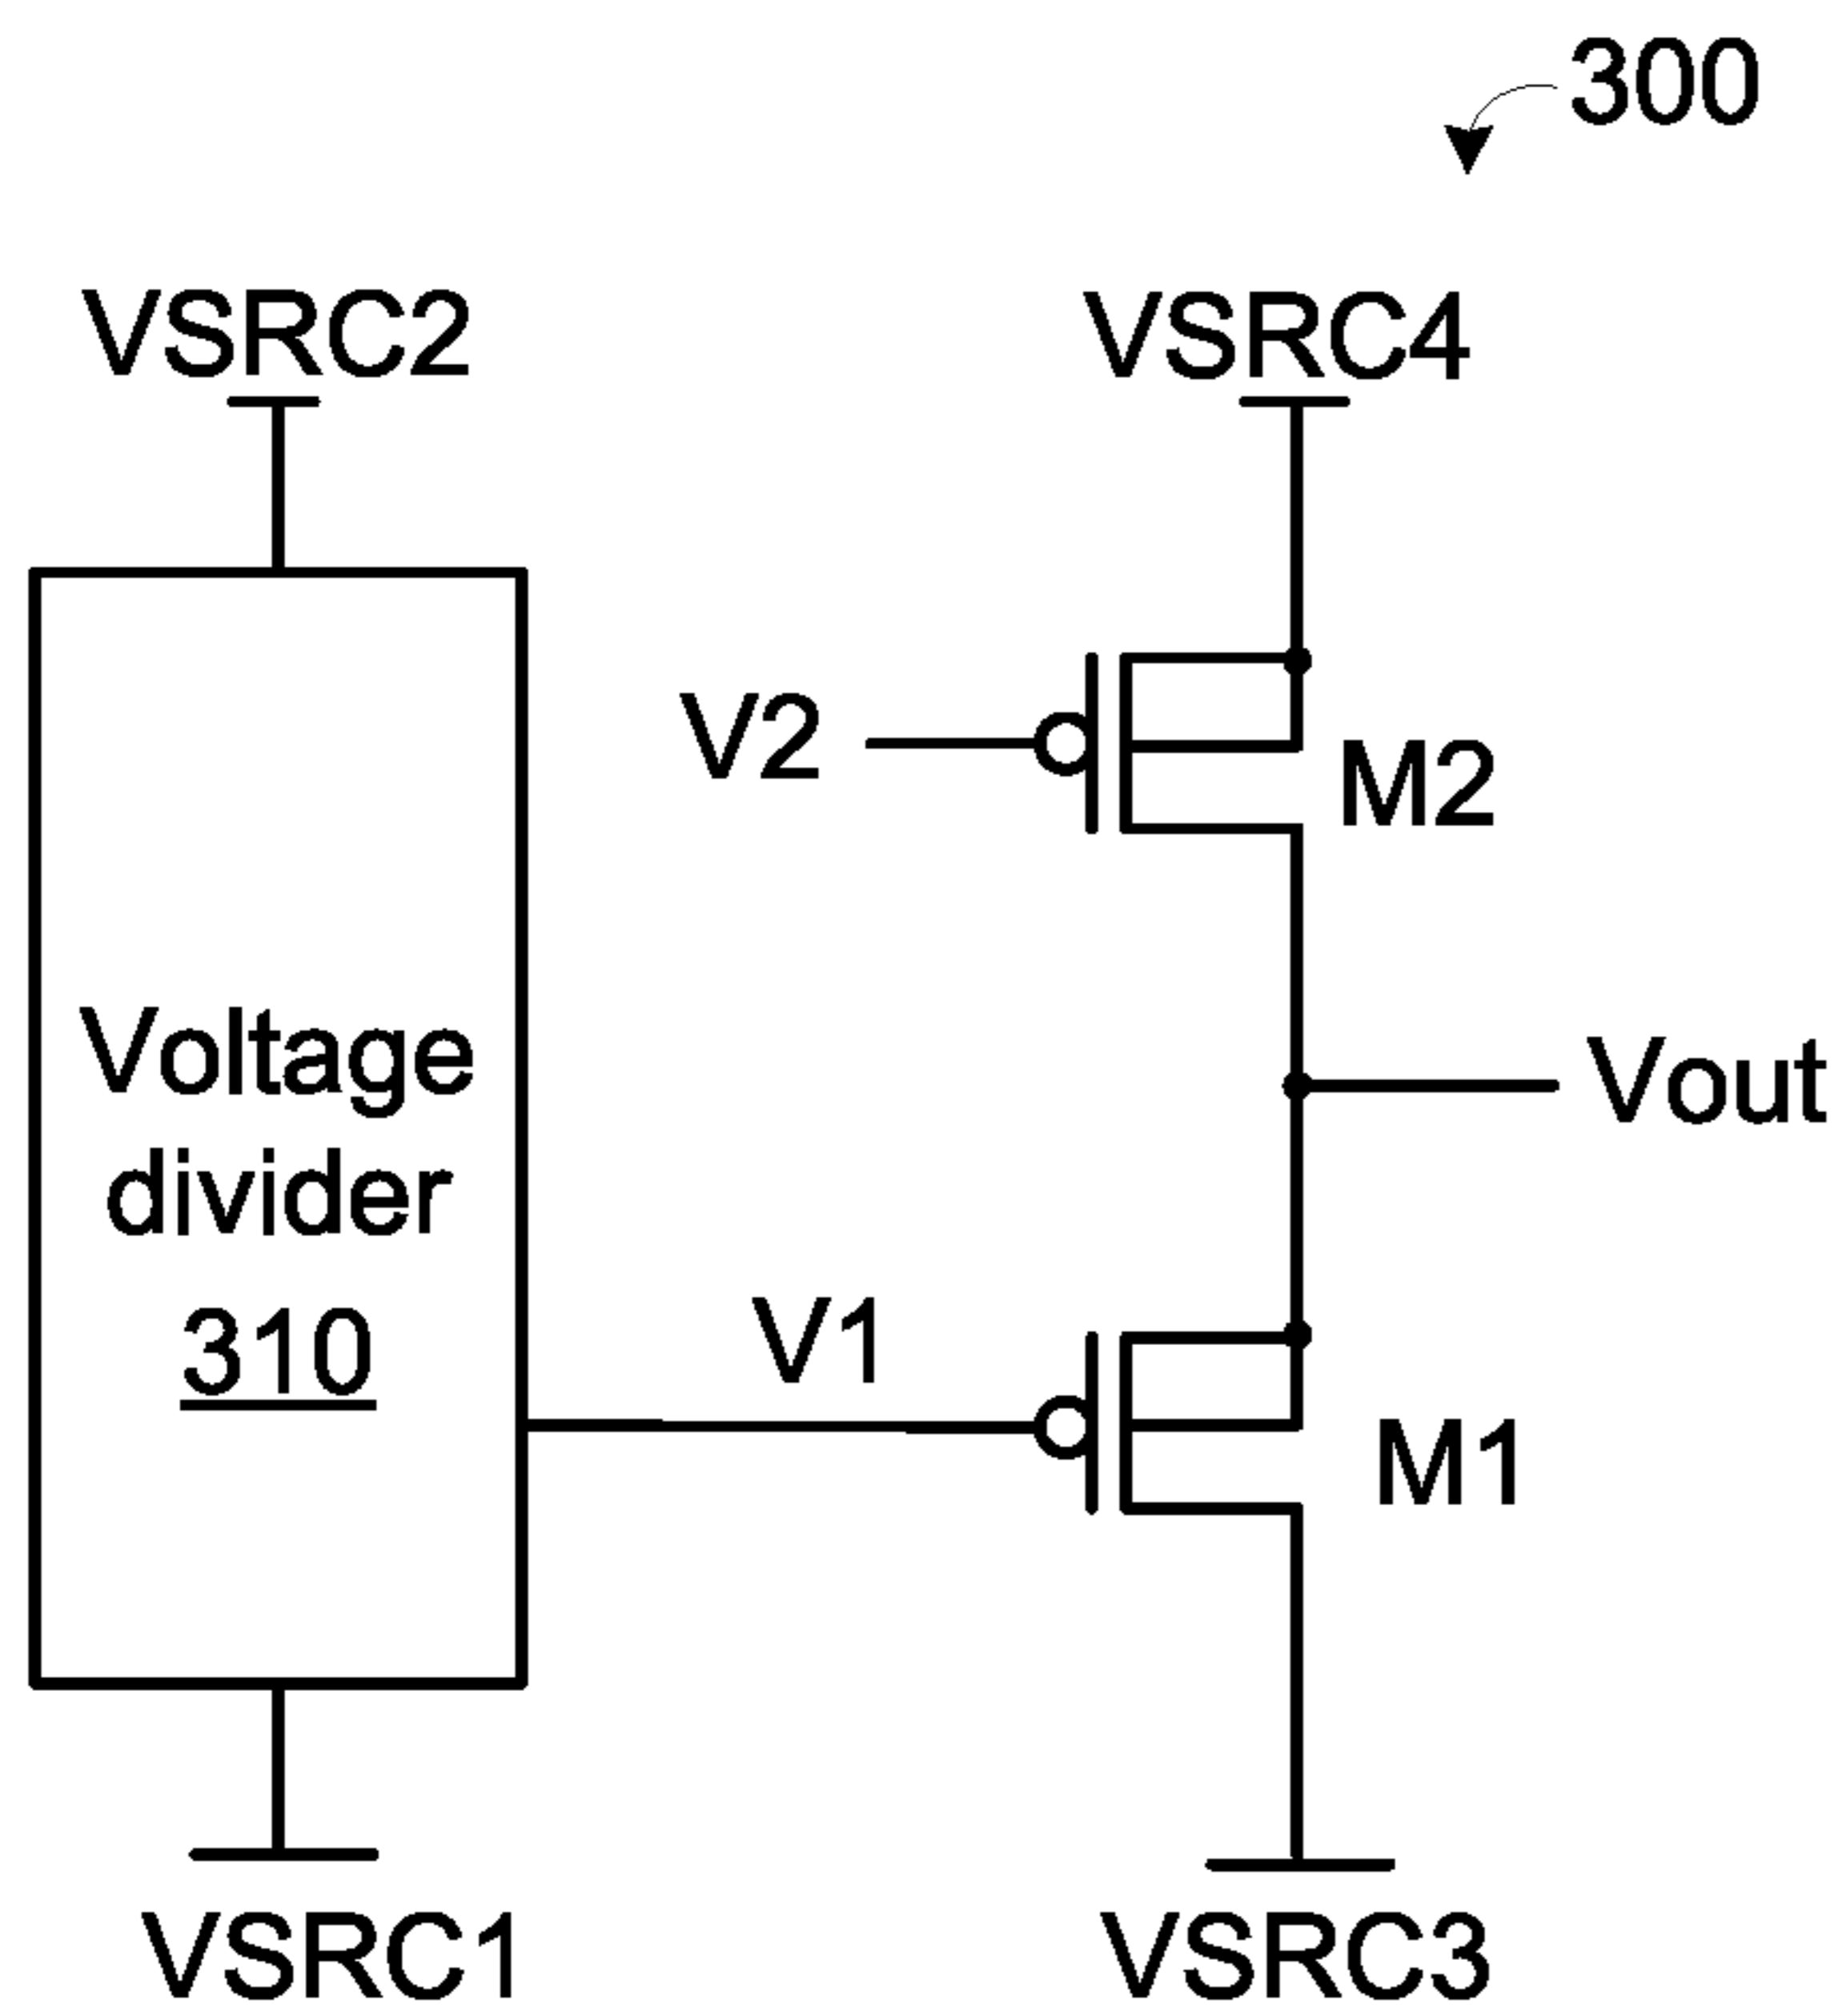 300
VSRC2
VSRC4
V2
M2
Voltage
divider
310
Vout
V1
M1
VSRC1
VSRC3